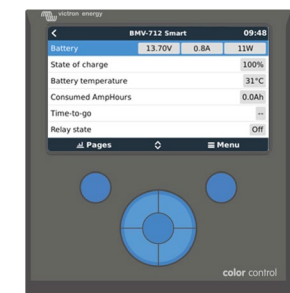 victron energy
BMV-712 Smart 09:48
Battery 13.70V 0.8A 11W
State of charge 100%
Battery temperature 31°C
Consumed AmpHours 0.0Ah
Time-to-go --
Relay state Off
Pages Menu
color control